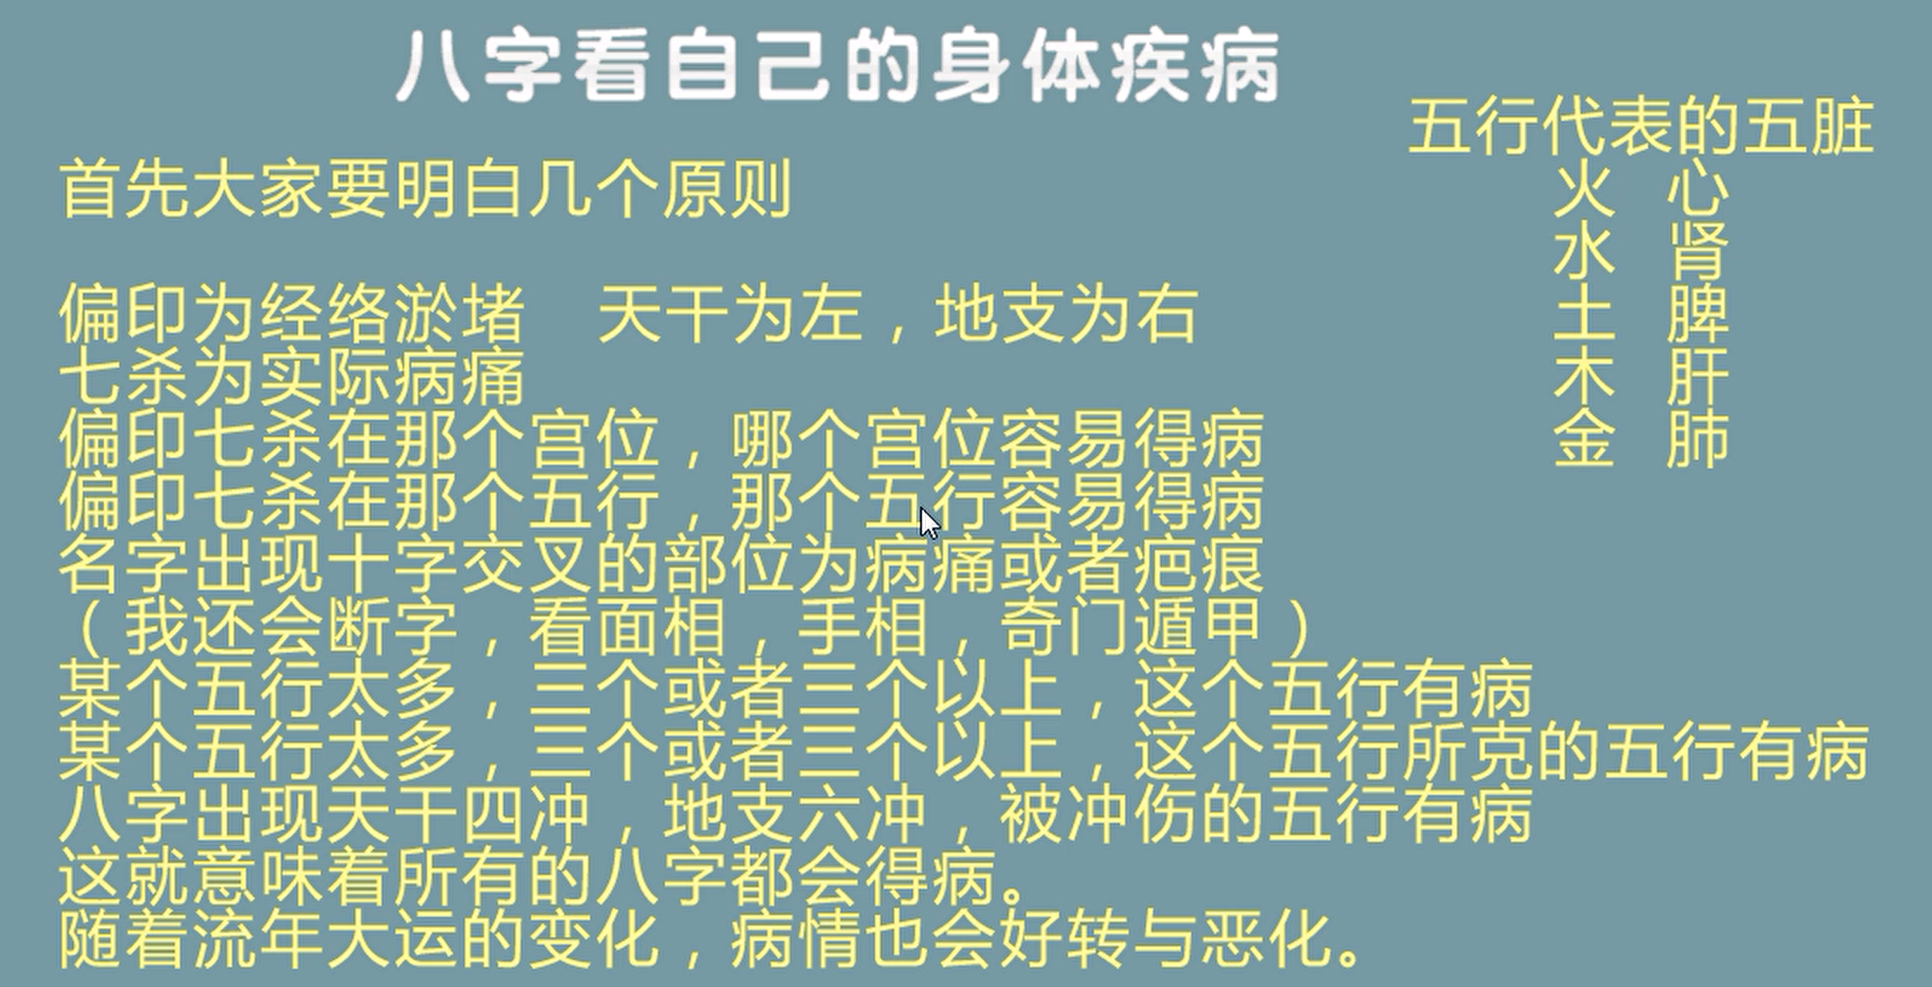 八字看自己的身体疾病
首先大家要明白几个原则
偏印为经络淤堵 天干为左，地支为右
七杀为实际病痛
偏印七杀在那个宫位，哪个宫位容易得病
偏印七杀在那个五行，那个五行容易得病
名字出现十字交叉的部位为病痛或者疤痕
（我还会断字，看面相，手相，奇门遁甲）
某个五行太多，三个或者三个以上，这个五行有病
某个五行太多，三个或者三个以上，这个五行所克的五行有病
八字出现天干四冲，地支六冲，被冲伤的五行有病
这就意味着所有的八字都会得病。
随着流年大运的变化，病情也会好转与恶化。
五行代表的五脏
火 心
水 肾
土 脾
木 肝
金 肺